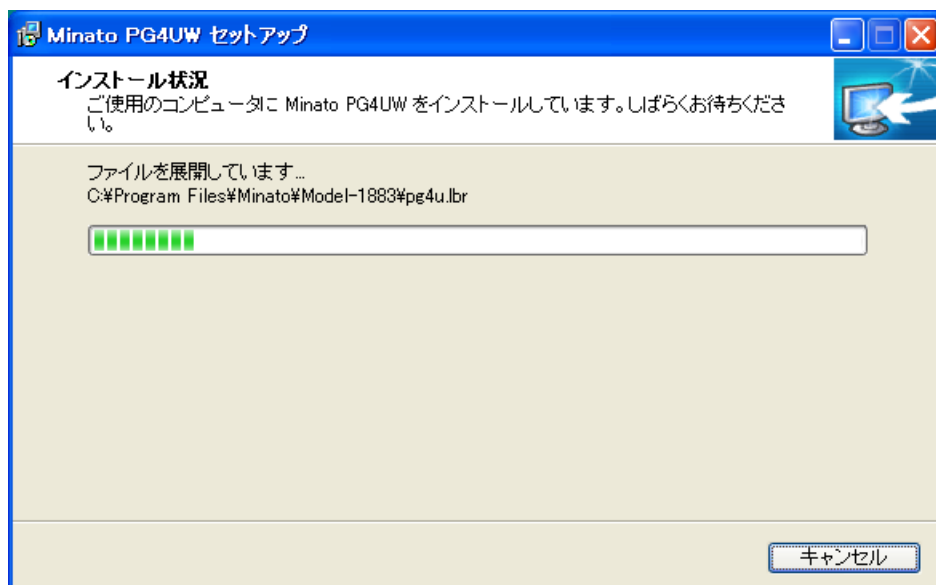 Minato PG4UW セットアップ
インストール状況
ご使用のコンピュータに Minato PG4UW をインストールしています。しばらくお待ちくださ
い。
ファイルを展開しています...
C:¥Program Files¥Minato¥Model-1883¥pg4u.lbr
キャンセル